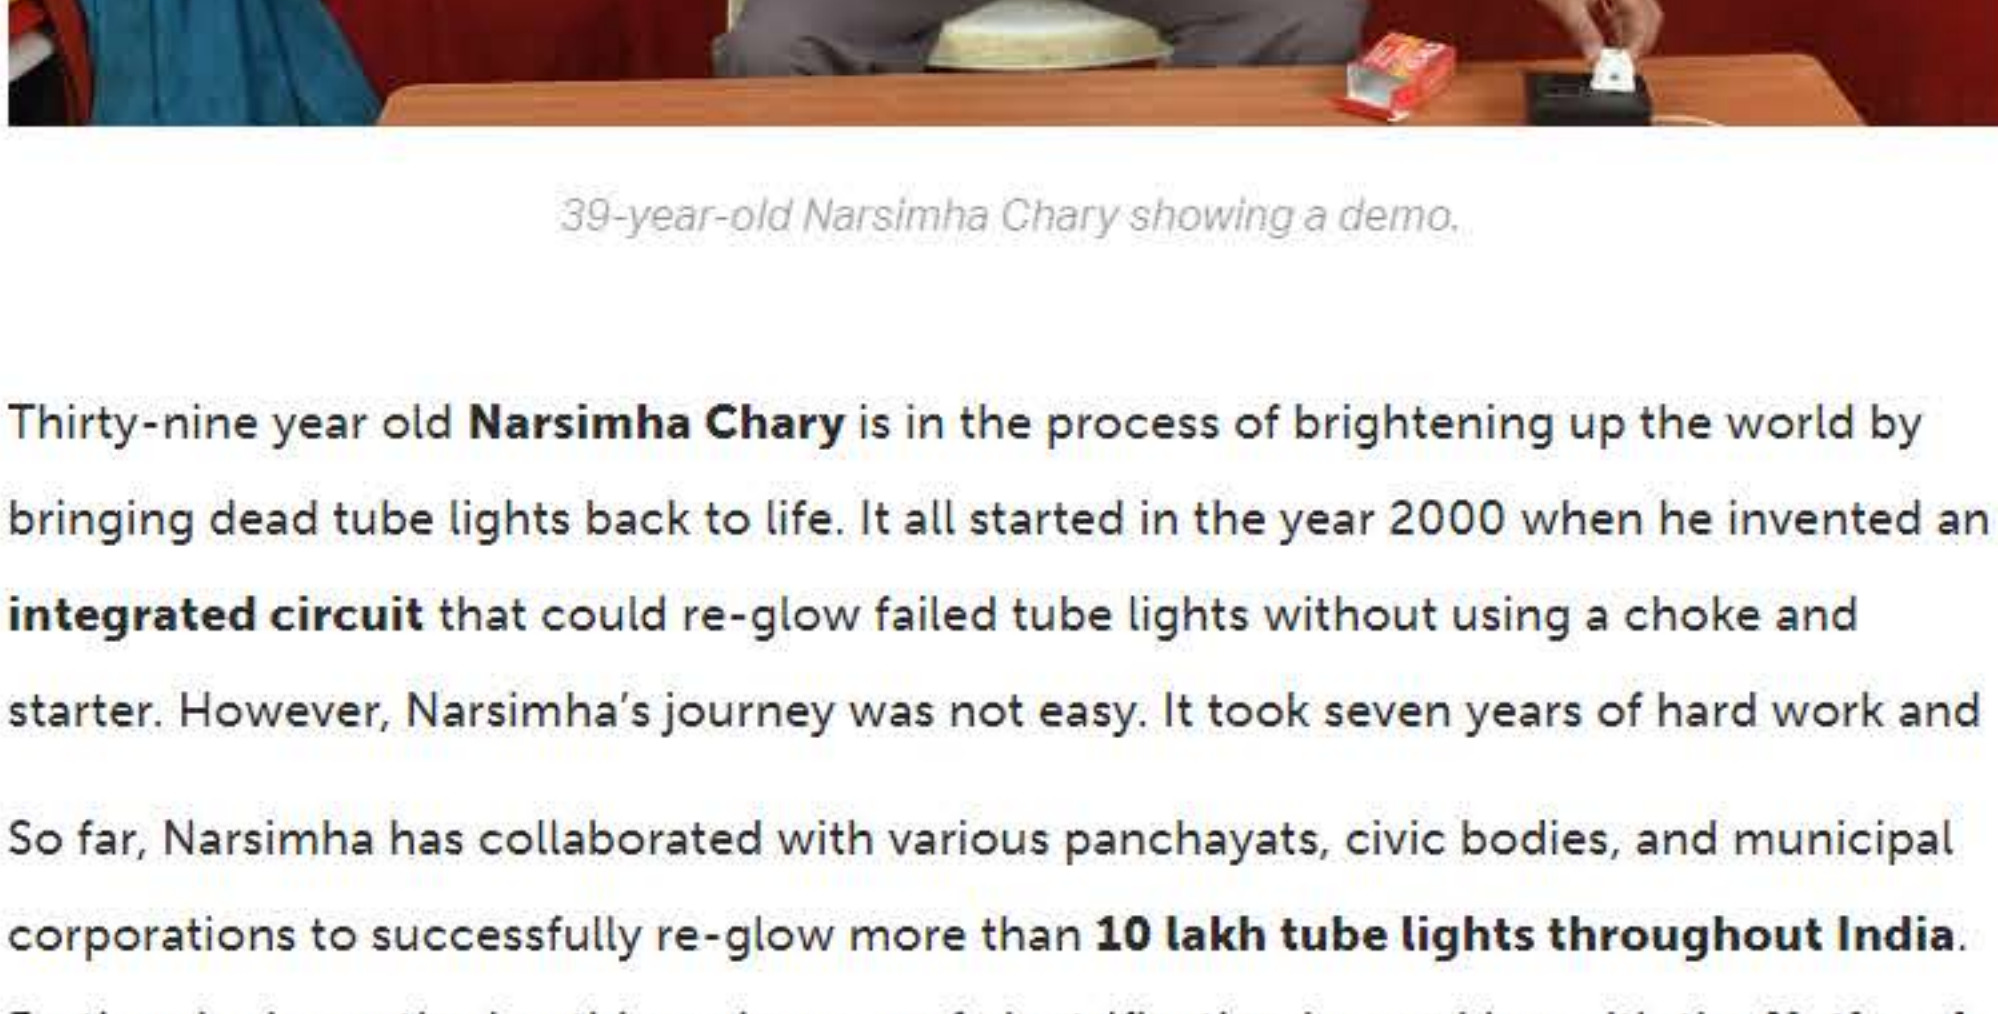 39-year-old Narsimha Chary showing a demo.
Thirty-nine year old Narsimha Chary is in the process of brightening up the world by
bringing dead tube lights back to life. It all started in the year 2000 when he invented an
integrated circuit that could re-glow failed tube lights without using a choke and
starter. However, Narsimha's journey was not easy. It took seven years of hard work and
So far, Narsimha has collaborated with various panchayats, civic bodies, and municipal
corporations to successfully re-glow more than 10 lakh tube lights throughout India.